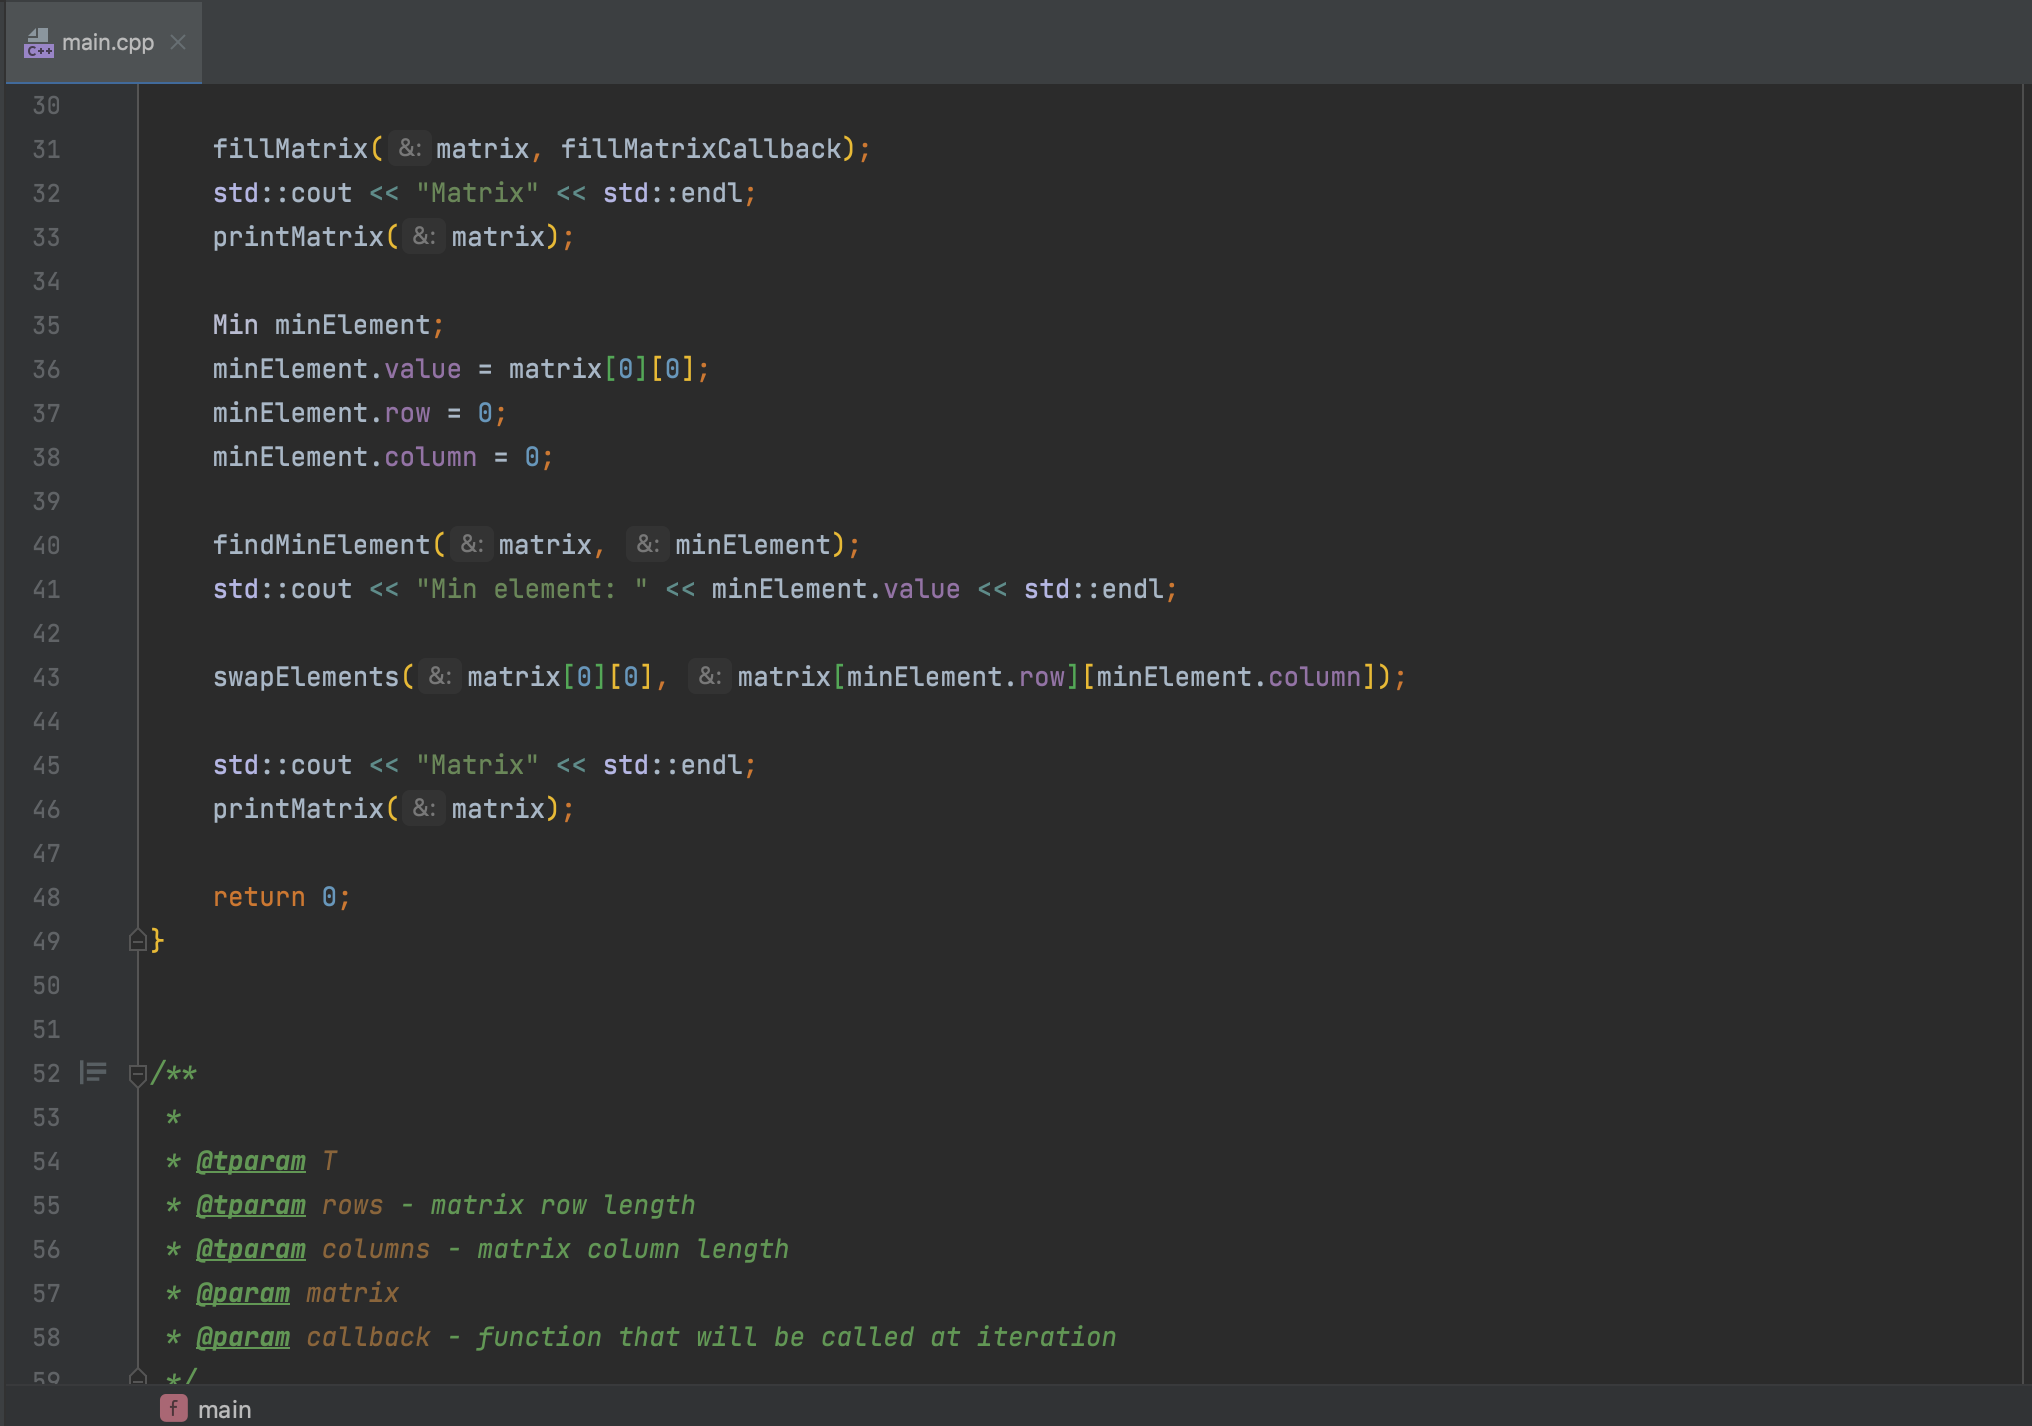 C++ main.cpp
30
31 fillMatrix( &: matrix, fillMatrixCallback);
32 std::cout << "Matrix" << std::endl;
33 printMatrix( &: matrix);
34
35 Min minElement;
36 minElement.value = matrix[0][0];
37 minElement.row = 0;
38 minElement.column = 0;
39
40 findMinElement( &: matrix, &: minElement);
41 std::cout << "Min element: " << minElement.value << std::endl;
42
43 swapElements( &: matrix[0][0], &: matrix[minElement.row][minElement.column]);
44
45 std::cout << "Matrix" << std::endl;
46 printMatrix( &: matrix);
47
48 return 0;
49 }
50
51
52 /**
53 *
54 * @tparam T
55 * @tparam rows - matrix row length
56 * @tparam columns - matrix column length
57 * @param matrix
58 * @param callback - function that will be called at iteration
59 */
f main